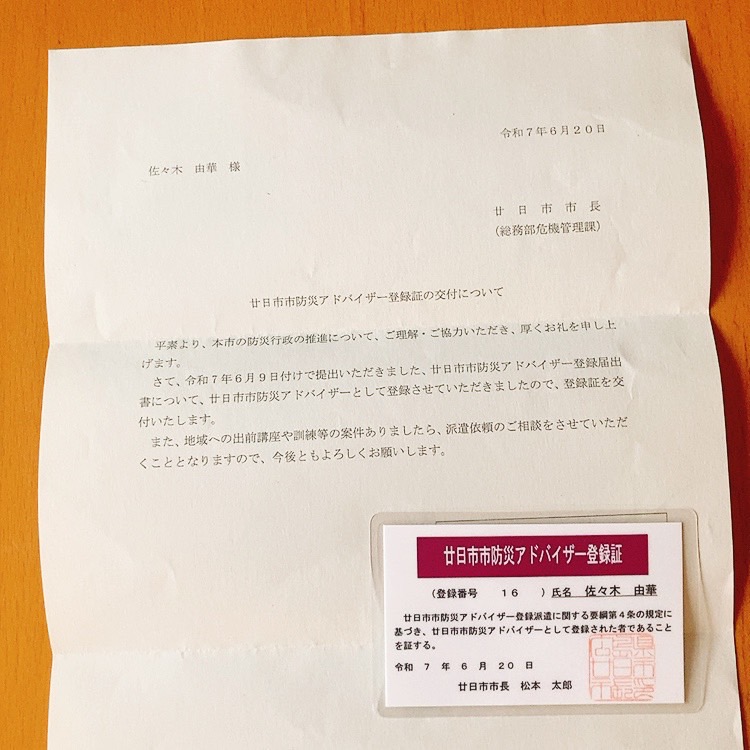 令和7年6月20日
佐々木 由華 様
廿日市市長
(総務部危機管理課)
廿日市市防災アドバイザー登録証の交付について
平素より、本市の防災行政の推進について、ご理解・ご協力いただき、厚くお礼を申し上
げます。
さて、令和7年6月9日付けで提出いただきました、廿日市市防災アドバイザー登録届出
書について、廿日市市防災アドバイザーとして登録させていただきましたので、登録証を交
付いたします。
また、地域への出前講座や訓練等の案件ありましたら、派遣依頼のご相談をさせていただ
くこととなりますので、今後ともよろしくお願いします。
廿日市市防災アドバイザー登録証
(登録番号 16 )氏名 佐々木 由華
廿日市市防災アドバイザー登録派遣に関する要綱第4条の規定に
基づき、廿日市市防災アドバイザーとして登録された者であること
を証する。
令和 7 年 6 月 20 日
廿日市市長 松本 太郎